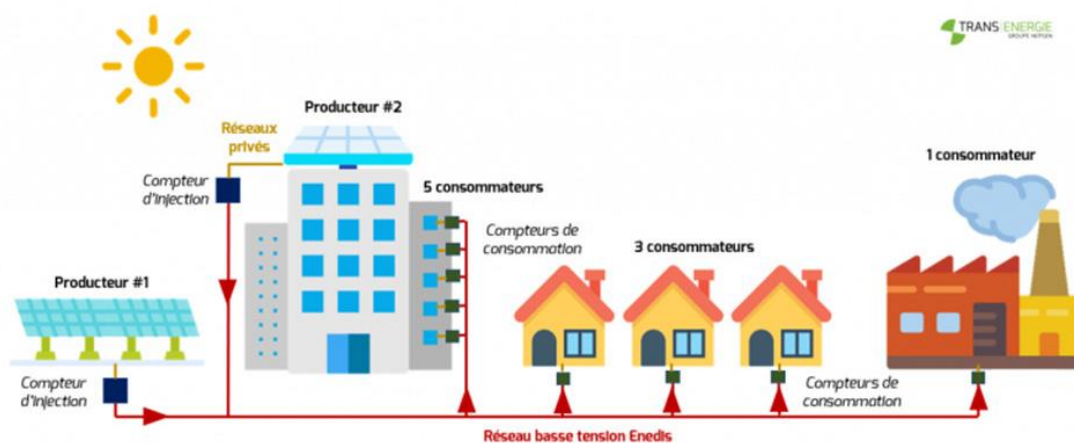 TRANS ENERGIE
GROUPE NEPSEN
Producteur #2
Réseaux
privés
1 consommateur
Compteur
d'injection
5 consommateurs
Compteurs de
consommation
3 consommateurs
Producteur #1
Compteur
d'injection
Compteurs de
consommation
Réseau basse tension Enedis